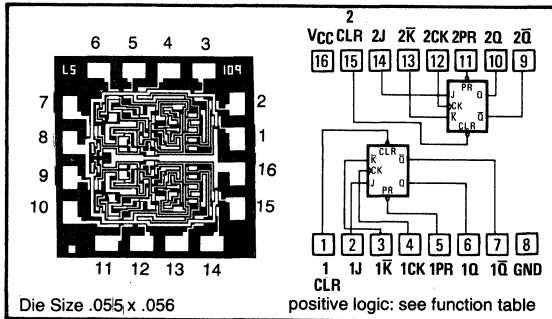 6 5 4 3
LS 109
7 2
8 1
9 16
10 15
11 12 13 14
Die Size .055 x .056
2
VCC CLR 2J 2K̅ 2CK 2PR 2Q 2Q̅
16 15 14 13 12 11 10 9
PR
J Q
CK
K̅ Q̅
CLR
CLR
K̅ Q̅
CK
J Q
PR
1 2 3 4 5 6 7 8
1 1J 1K̅ 1CK 1PR 1Q 1Q̅ GND
CLR
positive logic: see function table